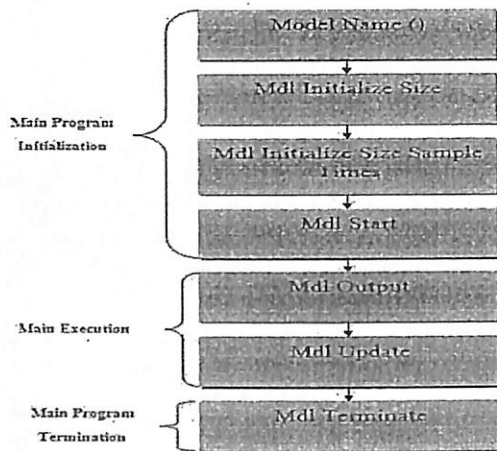 Model Name ()
Mdl Initialize Size
Main Program
Initialization
Mdl Initialize Size Sample
Times
Mdl Start
Mdl Output
Main Execution
Mdl Update
Main Program
Termination
Mdl Terminate